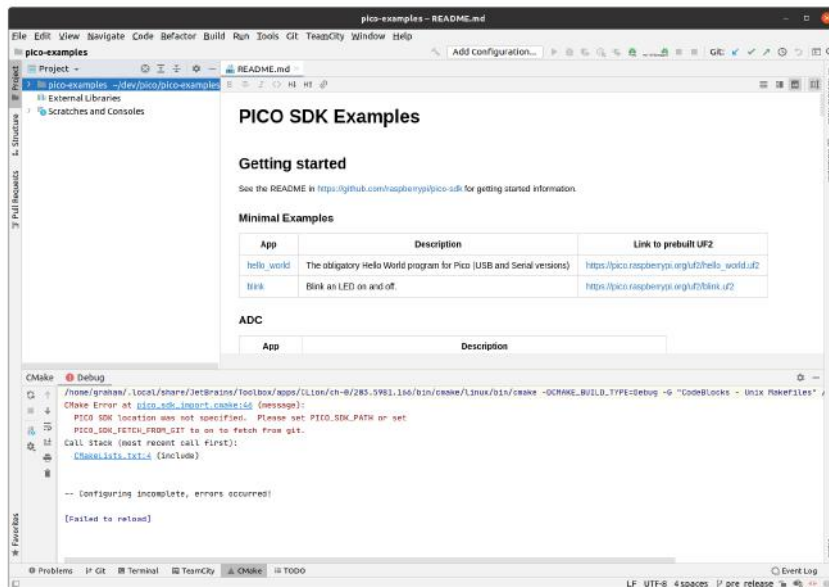 pico-examples – README.md
File Edit View Navigate Code Refactor Build Run Tools Git TeamCity Window Help
pico-examples
Add Configuration...
Git:
Project
README.md
pico-examples ~/dev/pico/pico-examples
External Libraries
Scratches and Consoles
Project
Structure
Pull Requests
Favorites
PICO SDK Examples
Getting started
See the README in https://github.com/raspberrypi/pico-sdk for getting started information.
Minimal Examples
App Description Link to prebuilt UF2
hello_world The obligatory Hello World program for Pico (USB and Serial versions) https://pico.raspberrypi.org/uf2/hello_world.uf2
blink Blink an LED on and off. https://pico.raspberrypi.org/uf2/blink.uf2
ADC
App Description
CMake Debug
/home/graham/.local/share/JetBrains/Toolbox/apps/CLion/ch-0/203.5981.166/bin/cmake/linux/bin/cmake -DCMAKE_BUILD_TYPE=Debug -G "CodeBlocks - Unix Makefiles"
CMake Error at pico_sdk_import.cmake:46 (message):
PICO SDK location was not specified. Please set PICO_SDK_PATH or set
PICO_SDK_FETCH_FROM_GIT to on to fetch from git.
Call Stack (most recent call first):
CMakeLists.txt:4 (include)
-- Configuring incomplete, errors occurred!
[Failed to reload]
Problems Git Terminal TeamCity CMake TODO Event Log
LF UTF-8 4 spaces pre_release